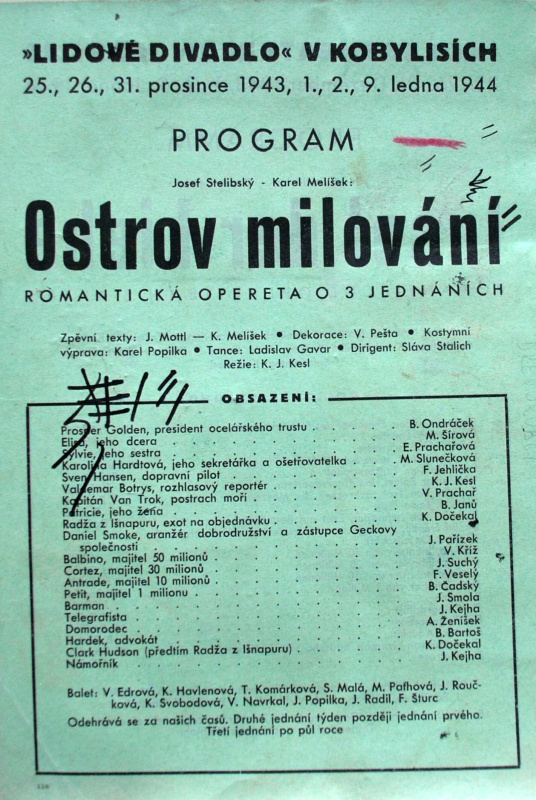 »LIDOVÉ DIVADLO« V KOBYLISÍCH
25., 26., 31. prosince 1943, 1., 2., 9. ledna 1944
PROGRAM
Josef Stelibský - Karel Melíšek:
Ostrov milování
ROMANTICKÁ OPERETA O 3 JEDNÁNÍCH
Zpěvní texty: J. Mottl — K. Melíšek ● Dekorace: V. Pešta ● Kostymní
výprava: Karel Popilka ● Tance: Ladislav Gavar ● Dirigent: Sláva Stalich
Režie: K. J. Kesl
OBSAZENÍ:
Prosper Golden, president ocelářského trustu . . . B. Ondráček
Elisa, jeho dcera . . . M. Šírová
Sylvie, jeho sestra . . . E. Prachařová
Karolina Hardtová, jeho sekretářka a ošetřovatelka . . . M. Slunečková
Sven Hansen, dopravní pilot . . . F. Jehlička
Valdemar Botrys, rozhlasový reportér . . . K. J. Kesl
Kapitán Van Trok, postrach moří . . . V. Prachař
Patricie, jeho žena . . . B. Janů
Radža z Išnapuru, exot na objednávku . . . K. Dočekal
Daniel Smoke, aranžér dobrodružství a zástupce Geckovy
společnosti . . . J. Pařízek
Balbino, majitel 50 milionů . . . V. Kříž
Cortez, majitel 30 milionů . . . J. Suchý
Antrade, majitel 10 milionů . . . F. Veselý
Petit, majitel 1 milionu . . . B. Čadský
Barman . . . J. Smola
Telegrafista . . . J. Kejha
Domorodec . . . A. Ženíšek
Hardek, advokát . . . B. Bartoš
Clark Hudson (předtím Radža z Išnapuru) . . . K. Dočekal
Námořník . . . J. Kejha
Balet: V. Edrová, K. Havlenová, T. Komárková, S. Malá, M. Pafhová, J. Rouč-
ková, K. Svobodová, V. Navrkal, J. Popilka, J. Radil, F. Šturc
Odehrává se za našich časů. Druhé jednání týden později jednání prvého.
Třetí jednání po půl roce